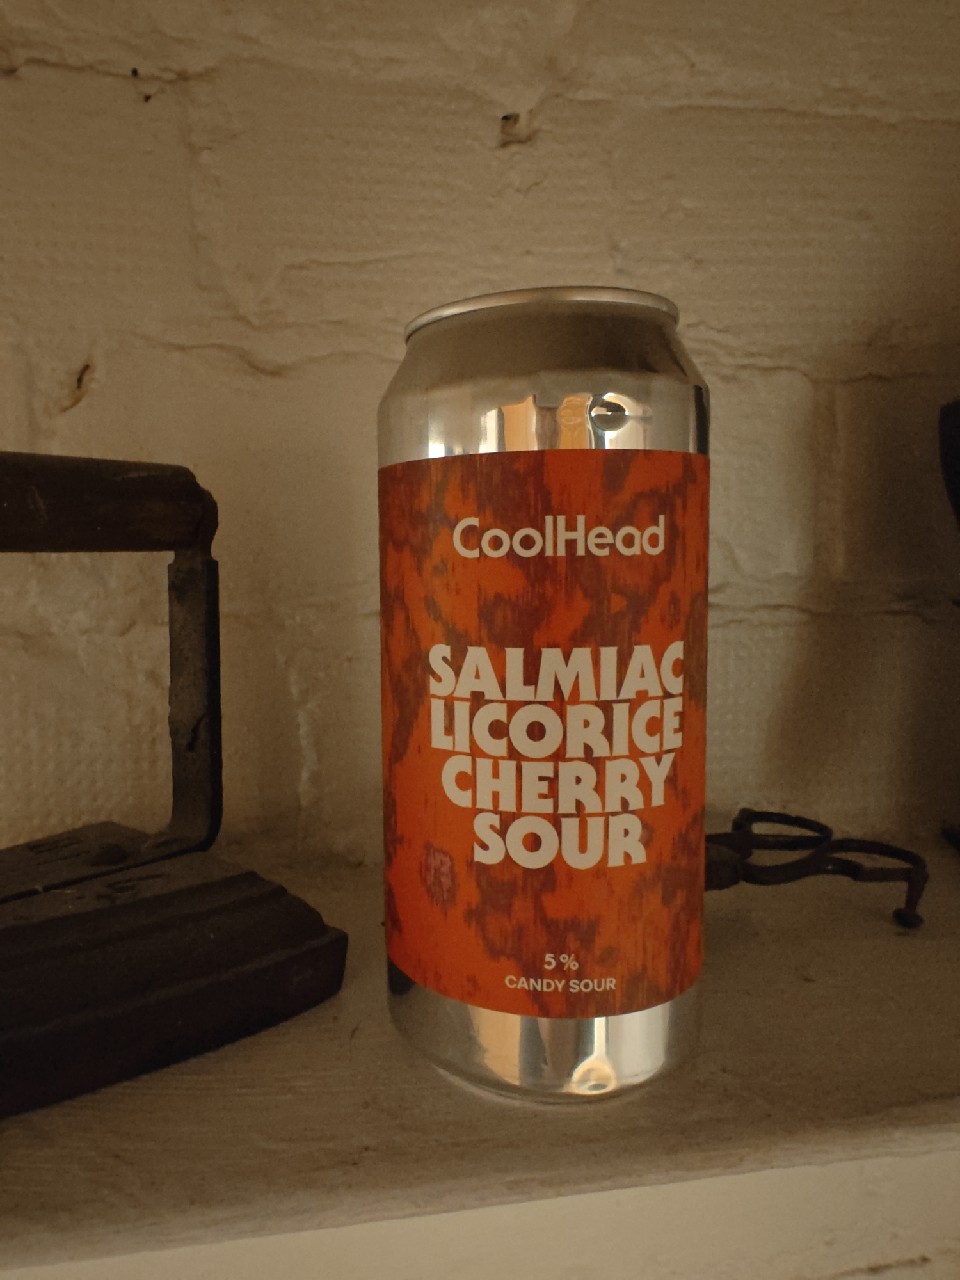 CoolHead
SALMIAC
LICORICE
CHERRY
SOUR
5%
CANDY SOUR